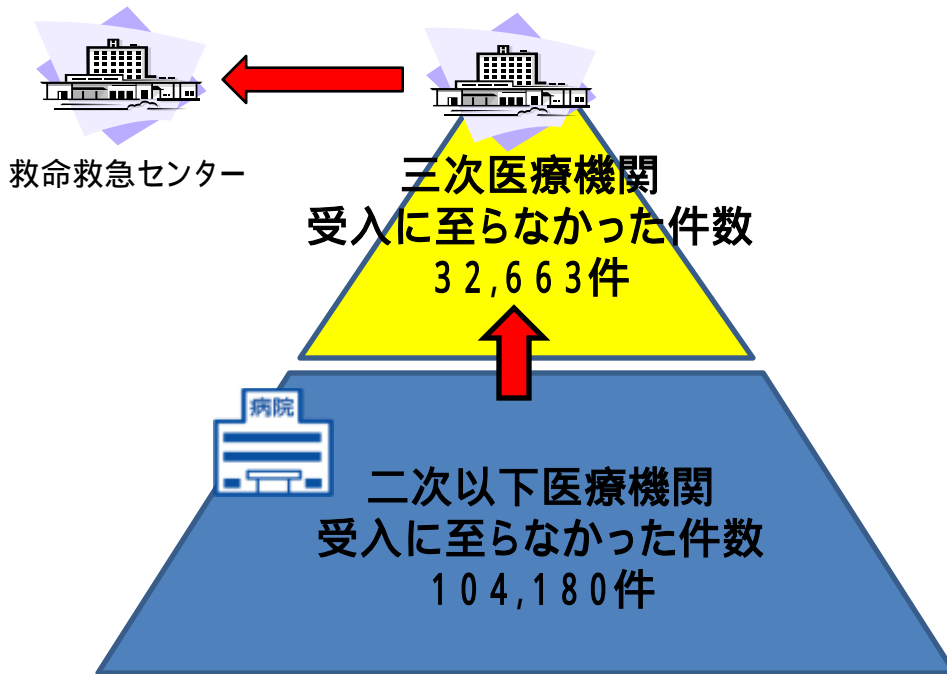 救命救急センター
三次医療機関
受入に至らなかった件数
32,663件
病院
二次以下医療機関
受入に至らなかった件数
104,180件